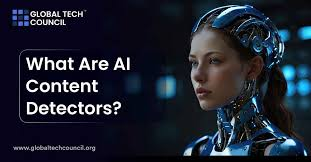 GLOBAL TECH
COUNCIL
What Are AI
Content
Detectors?
www.globaltechcouncil.org